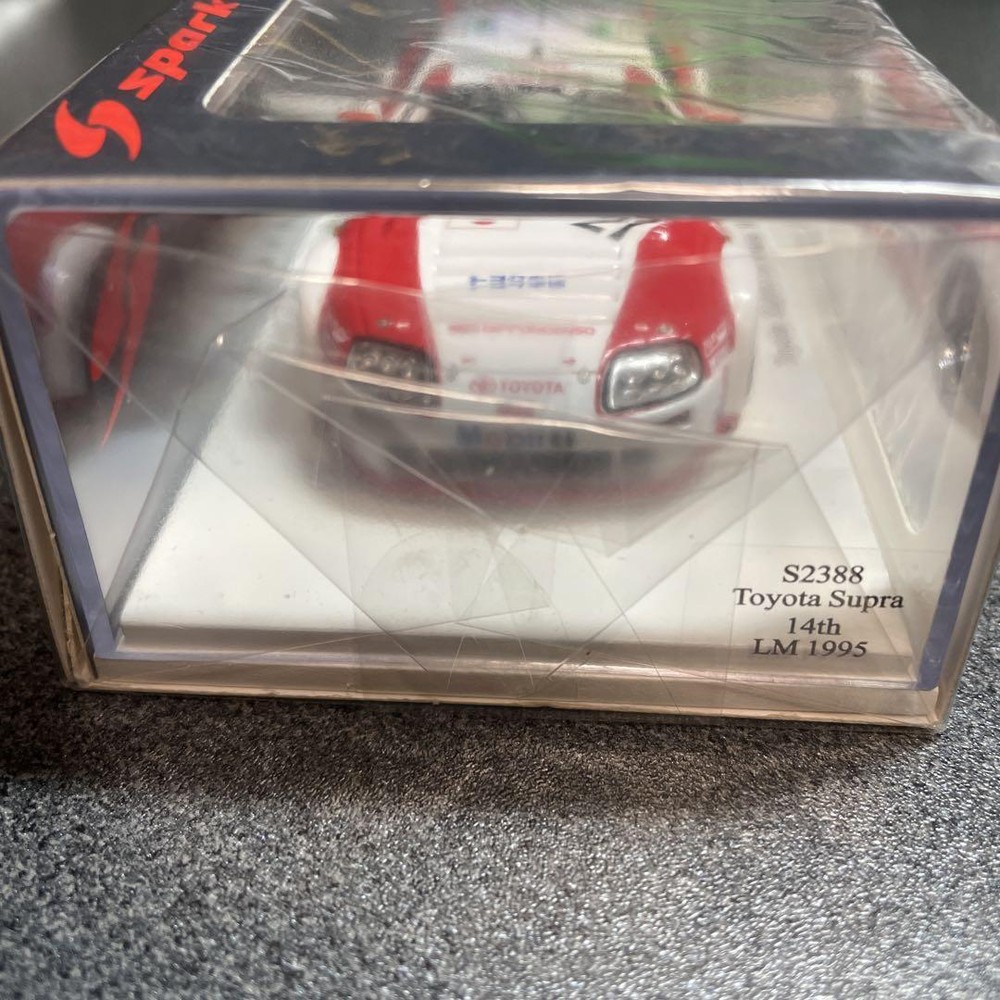 spark
TOYOTA
S2388
Toyota Supra
14th
LM 1995